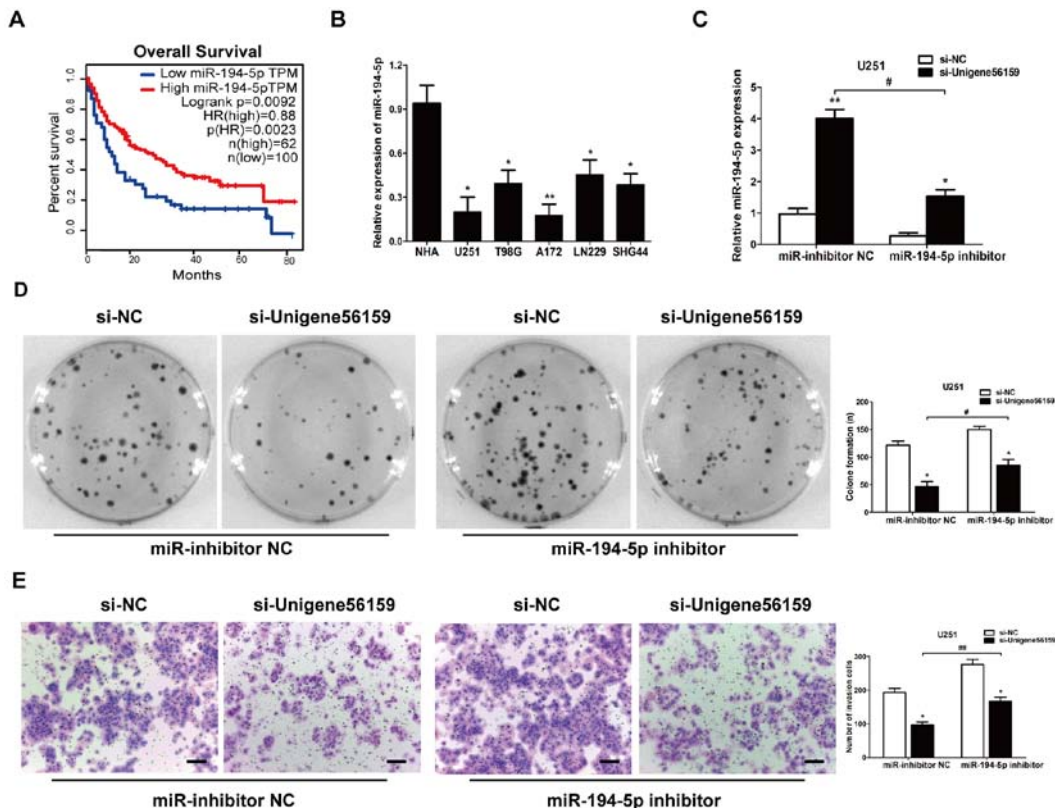 A
Overall Survival
Low miR-194-5p TPM
High miR-194-5pTPM
Logrank p=0.0092
HR(high)=0.88
p(HR)=0.0023
n(high)=62
n(low)=100
Percent survival
1.0
0.8
0.6
0.4
0.2
0.0
0
20
40
60
80
Months
B
Relative expression of miR-194-5p
1.2
0.9
0.6
0.3
0.0
*
*
**
*
*
NHA
U251
T98G
A172
LN229
SHG44
C
si-NC
si-Unigene56159
U251
#
**
*
Relative miR-194-5p expression
5
4
3
2
1
0
miR-inhibitor NC
miR-194-5p inhibitor
D
si-NC
si-Unigene56159
si-NC
si-Unigene56159
miR-inhibitor NC
miR-194-5p inhibitor
U251
si-NC
si-Unigene56159
#
*
*
Colone formation (n)
200
150
100
50
0
miR-inhibitor NC
miR-194-5p inhibitor
E
si-NC
si-Unigene56159
si-NC
si-Unigene56159
miR-inhibitor NC
miR-194-5p inhibitor
U251
si-NC
si-Unigene56159
##
*
*
Number of invasion cells
300
200
100
0
miR-inhibitor NC
miR-194-5p inhibitor